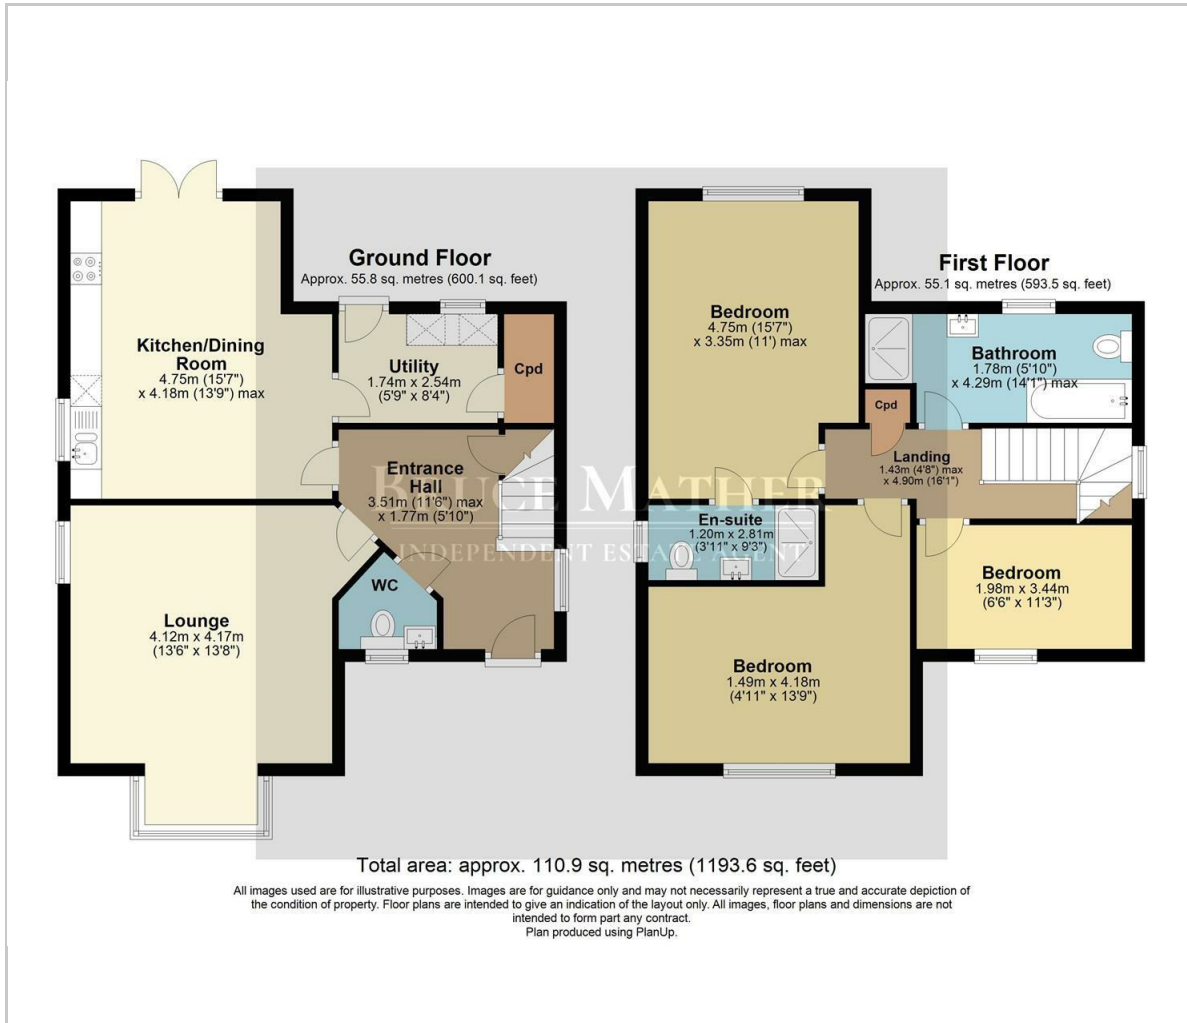 Ground Floor
Approx. 55.8 sq. metres (600.1 sq. feet)
Kitchen/Dining
Room
4.75m (15'7")
x 4.18m (13'9") max
Utility
1.74m x 2.54m
(5'9" x 8'4")
Cpd
Entrance
Hall
3.51m (11'6") max
x 1.77m (5'10")
WC
Lounge
4.12m x 4.17m
(13'6" x 13'8")
First Floor
Approx. 55.1 sq. metres (593.5 sq. feet)
Bedroom
4.75m (15'7")
x 3.35m (11') max
Bathroom
1.78m (5'10")
x 4.29m (14'1") max
Cpd
Landing
1.43m (4'8") max
x 4.90m (16'1")
En-suite
1.20m x 2.81m
(3'11" x 9'3")
Bedroom
1.98m x 3.44m
(6'6" x 11'3")
Bedroom
1.49m x 4.18m
(4'11" x 13'9")
BRUCE MATHER
INDEPENDENT ESTATE AGENT
Total area: approx. 110.9 sq. metres (1193.6 sq. feet)
All images used are for illustrative purposes. Images are for guidance only and may not necessarily represent a true and accurate depiction of
the condition of property. Floor plans are intended to give an indication of the layout only. All images, floor plans and dimensions are not
intended to form part any contract.
Plan produced using PlanUp.